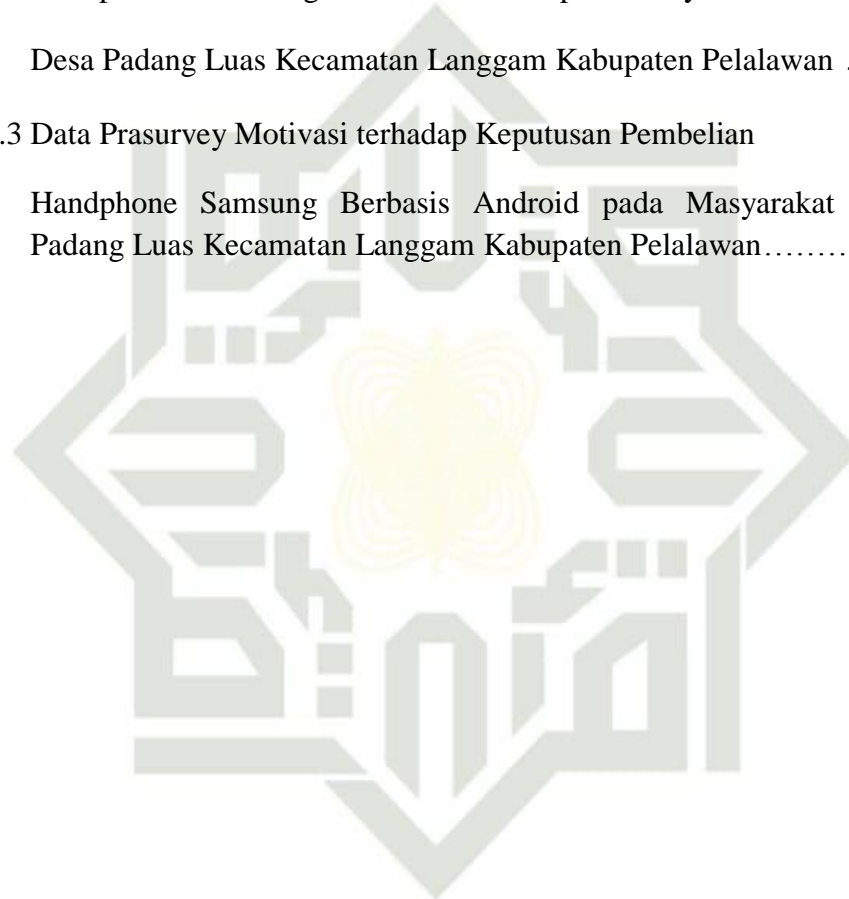 Desa Padang Luas Kecamatan Langgam Kabupaten Pelalawan .
.3 Data Prasurvey Motivasi terhadap Keputusan Pembelian
Handphone Samsung Berbasis Android pada Masyarakat
Padang Luas Kecamatan Langgam Kabupaten Pelalawan.........